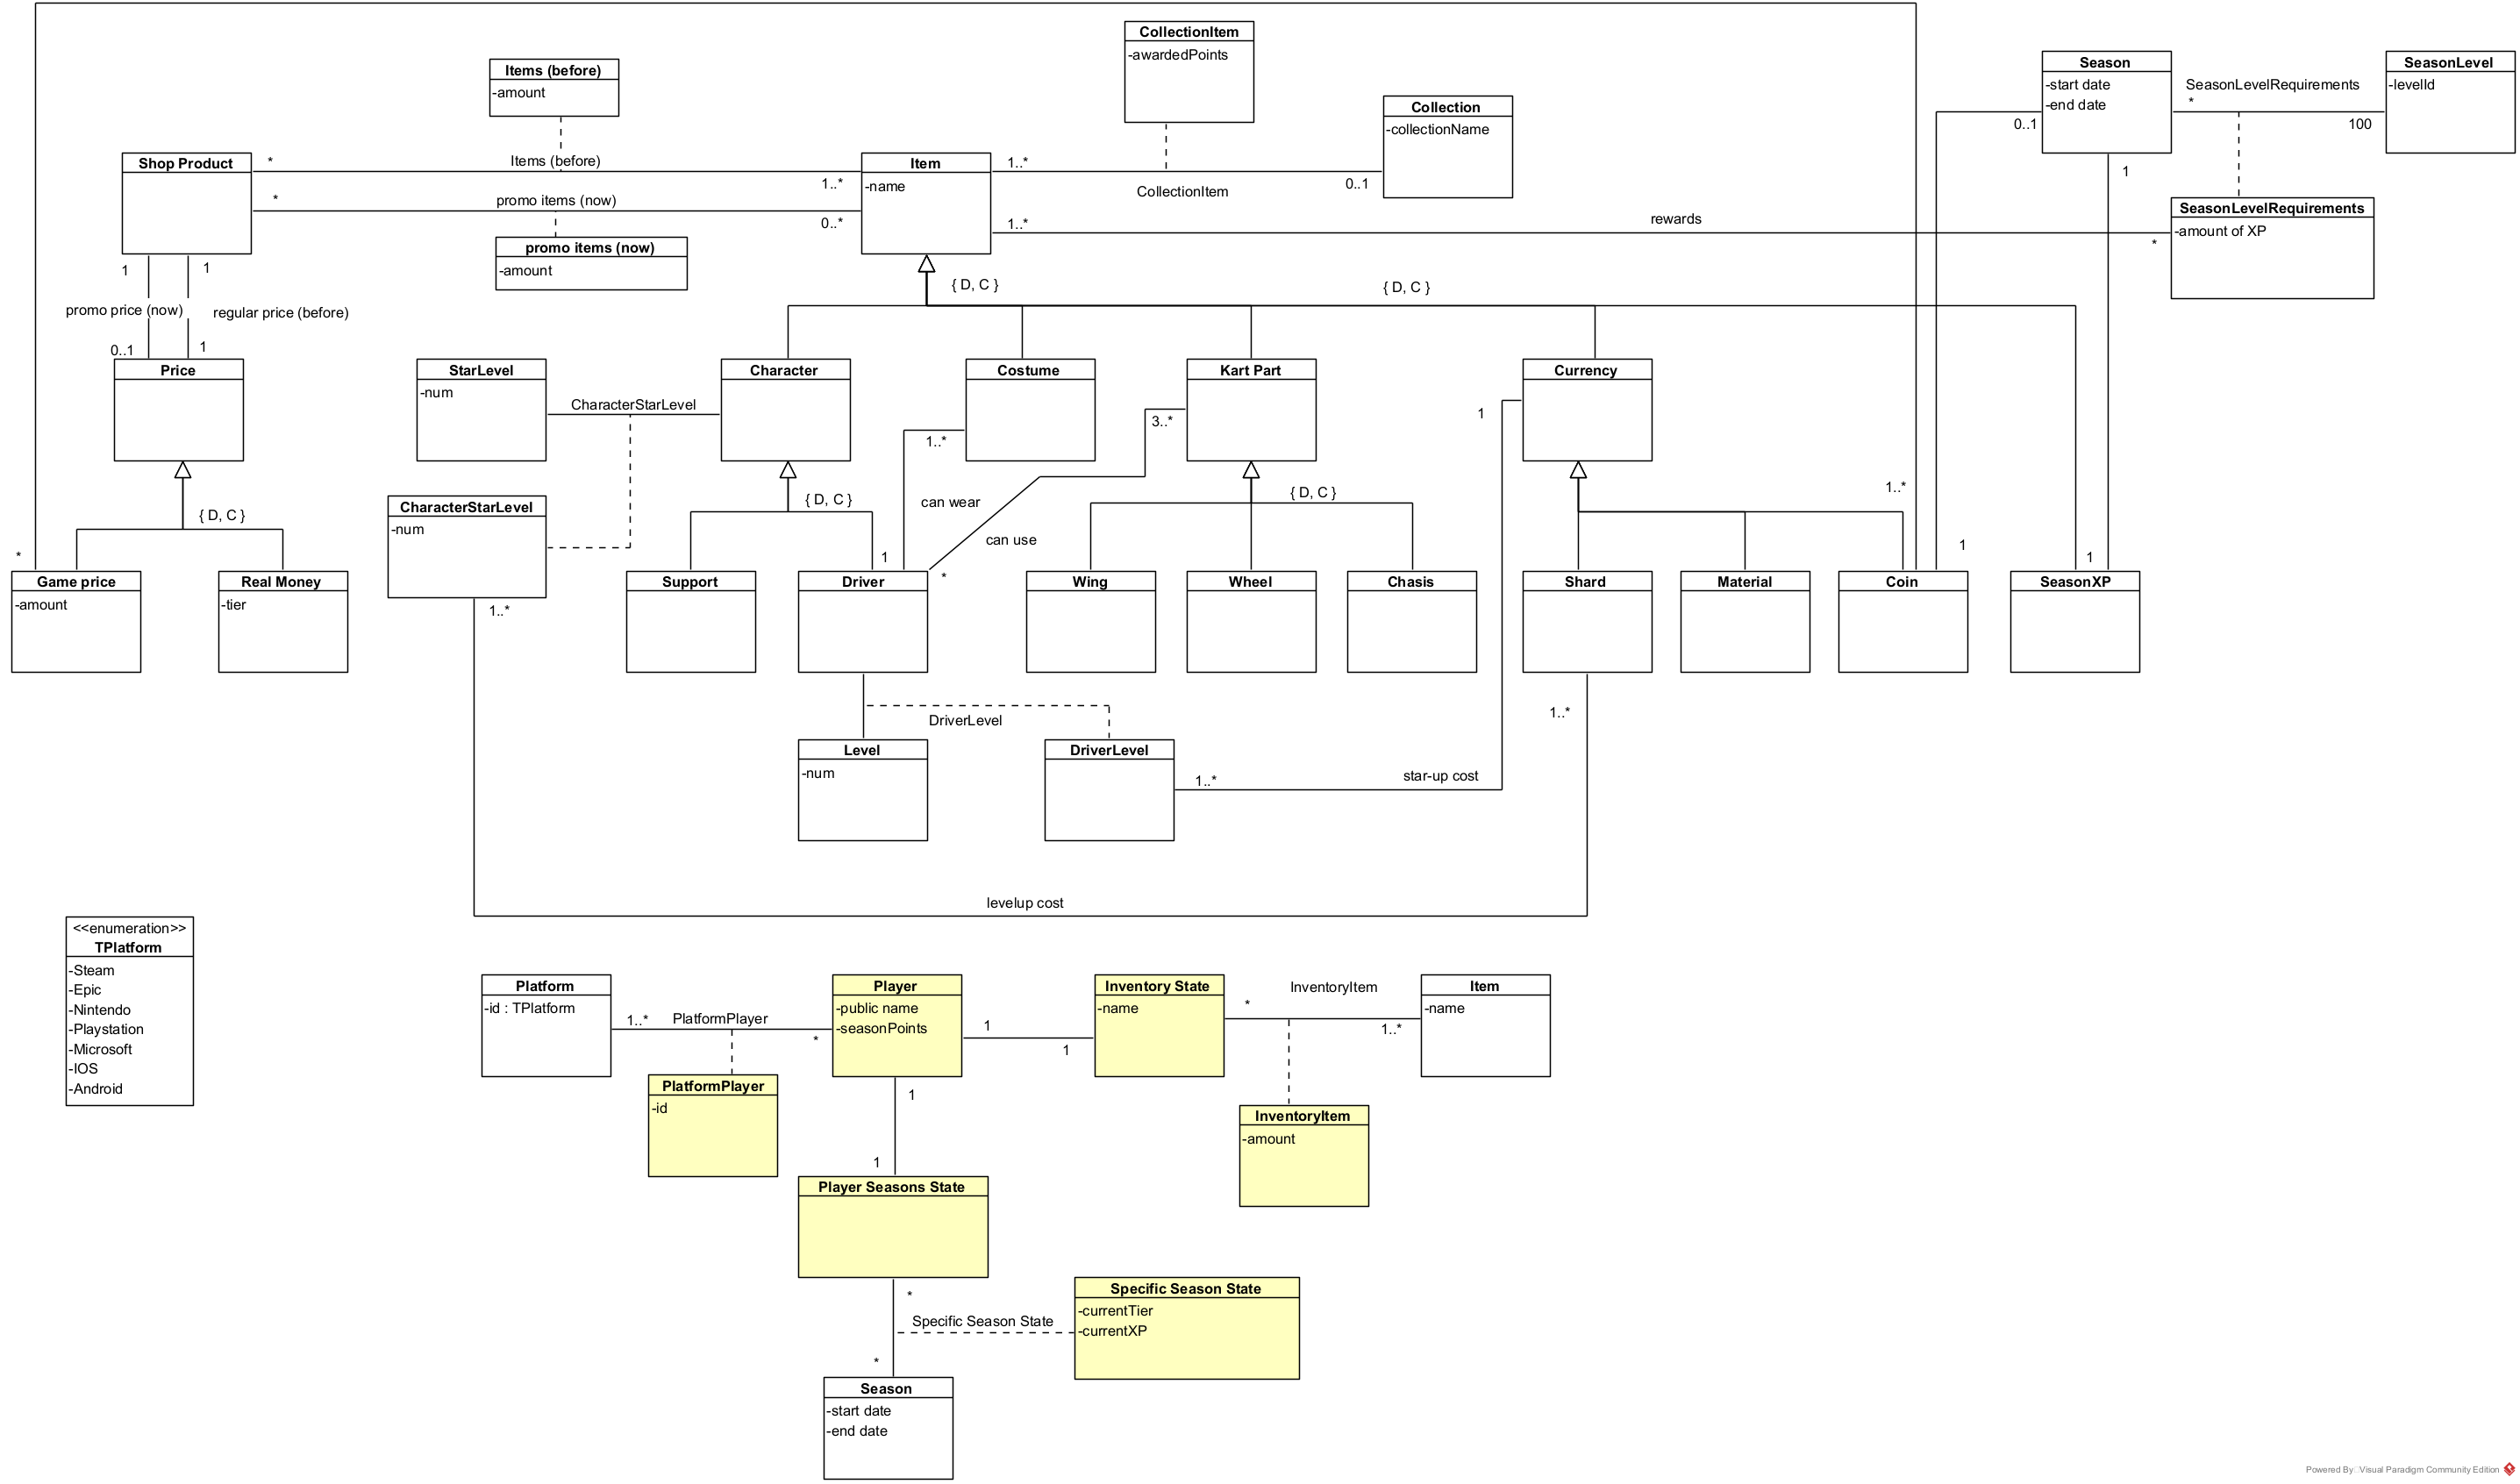 CollectionItem
-awardedPoints
Items (before)
-amount
Season
-start date
-end date
SeasonLevelRequirements
*
0..1
100
SeasonLevel
-levelId
Collection
-collectionName
Shop Product
*
Items (before)
1..*
Item
-name
1..*
CollectionItem
0..1
1
*
promo items (now)
0..*
1..*
rewards
*
SeasonLevelRequirements
-amount of XP
promo items (now)
-amount
1
1
{ D, C }
{ D, C }
promo price (now)
regular price (before)
0..1
1
Price
StarLevel
-num
CharacterStarLevel
Character
Costume
Kart Part
Currency
3..*
1
1..*
{ D, C }
CharacterStarLevel
-num
{ D, C }
can wear
can use
{ D, C }
1..*
*
1
*
1
1
Game price
-amount
Real Money
-tier
1..*
Support
Driver
Wing
Wheel
Chasis
Shard
Material
Coin
SeasonXP
1..*
DriverLevel
Level
-num
DriverLevel
1..*
star-up cost
levelup cost
<<enumeration>>
TPlatform
-Steam
-Epic
-Nintendo
-Playstation
-Microsoft
-IOS
-Android
Platform
-id : TPlatform
1..*
PlatformPlayer
*
Player
-public name
-seasonPoints
1
1
Inventory State
-name
*
InventoryItem
1..*
Item
-name
PlatformPlayer
-id
1
InventoryItem
-amount
1
Player Seasons State
*
Specific Season State
*
Specific Season State
-currentTier
-currentXP
Season
-start date
-end date
Powered By Visual Paradigm Community Edition